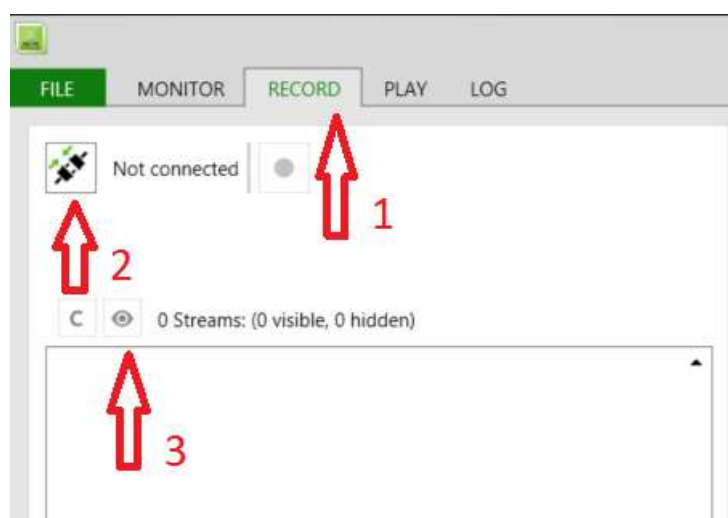 FILE MONITOR RECORD PLAY LOG
Not connected
1
2
C 0 Streams: (0 visible, 0 hidden)
3